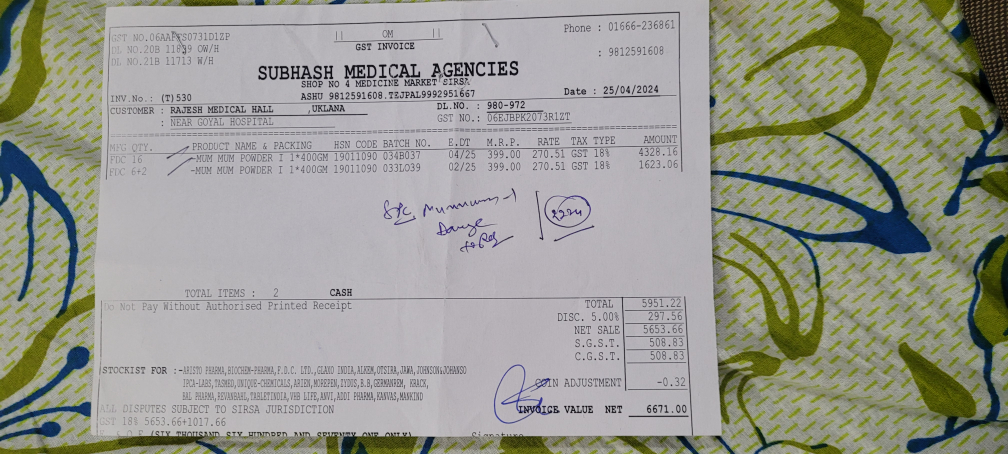 GST NO.06AAFFS0731D1ZP
DL NO.20B 11839 OW/H
DL NO.21B 11713 W/H
|| OM ||
GST INVOICE
Phone : 01666-236861
: 9812591608
SUBHASH MEDICAL AGENCIES
SHOP NO 4 MEDICINE MARKET SIRSA
INV.No.: (T)530 ASHU 9812591608.TEJPAL9992951667 Date : 25/04/2024
CUSTOMER : RAJESH MEDICAL HALL ,UKLANA DL.NO. : 980-972
: NEAR GOYAL HOSPITAL GST NO.: 06EJBPK2073R1ZT
MFG QTY. PRODUCT NAME & PACKING HSN CODE BATCH NO. E.DT M.R.P. RATE TAX TYPE AMOUNT
FDC 16 -MUM MUM POWDER I 1*400GM 19011090 034B037 04/25 399.00 270.51 GST 18% 4328.16
FDC 6+2 -MUM MUM POWDER I 1*400GM 19011090 033L039 02/25 399.00 270.51 GST 18% 1623.06
Mummum-1
2224
TOTAL ITEMS : 2 CASH
Do Not Pay Without Authorised Printed Receipt
TOTAL 5951.22
DISC. 5.00% 297.56
NET SALE 5653.66
S.G.S.T. 508.83
C.G.S.T. 508.83
COIN ADJUSTMENT -0.32
INVOICE VALUE NET 6671.00
STOCKIST FOR :-ARISTO PHARMA,BIOCHEM-PHARMA,F.D.C. LTD.,GLAXO INDIA,ALKEM,OTSIRA,JAWA,JOHNSON&JOHANSO
IPCA-LABS,TASMED,UNIQUE-CHEMICALS,ARIEN,MOREPEN,ZYDUS,B.B,GERMANREM, KRACK,
BAL PHARMA,REVANBAHL,TABLETINDIA,VHB LIFE,ANVI,ADDI PHARMA,KANVAS,MANKIND
ALL DISPUTES SUBJECT TO SIRSA JURISDICTION
GST 18% 5653.66+1017.66
(SIX THOUSAND SIX HUNDRED AND SEVENTY ONE ONLY) Signature